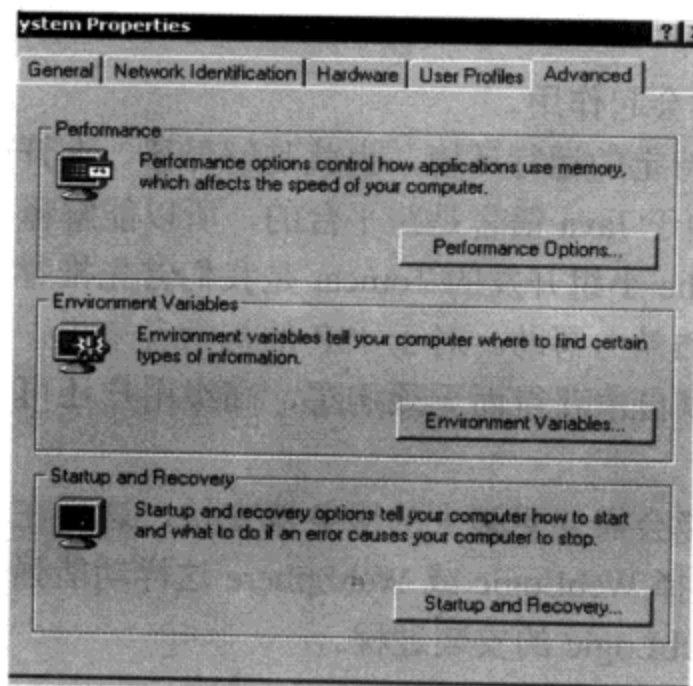 ystem Properties
General Network Identification Hardware User Profiles Advanced
Performance
Performance options control how applications use memory,
which affects the speed of your computer.
Performance Options...
Environment Variables
Environment variables tell your computer where to find certain
types of information.
Environment Variables...
Startup and Recovery
Startup and recovery options tell your computer how to start
and what to do if an error causes your computer to stop.
Startup and Recovery...